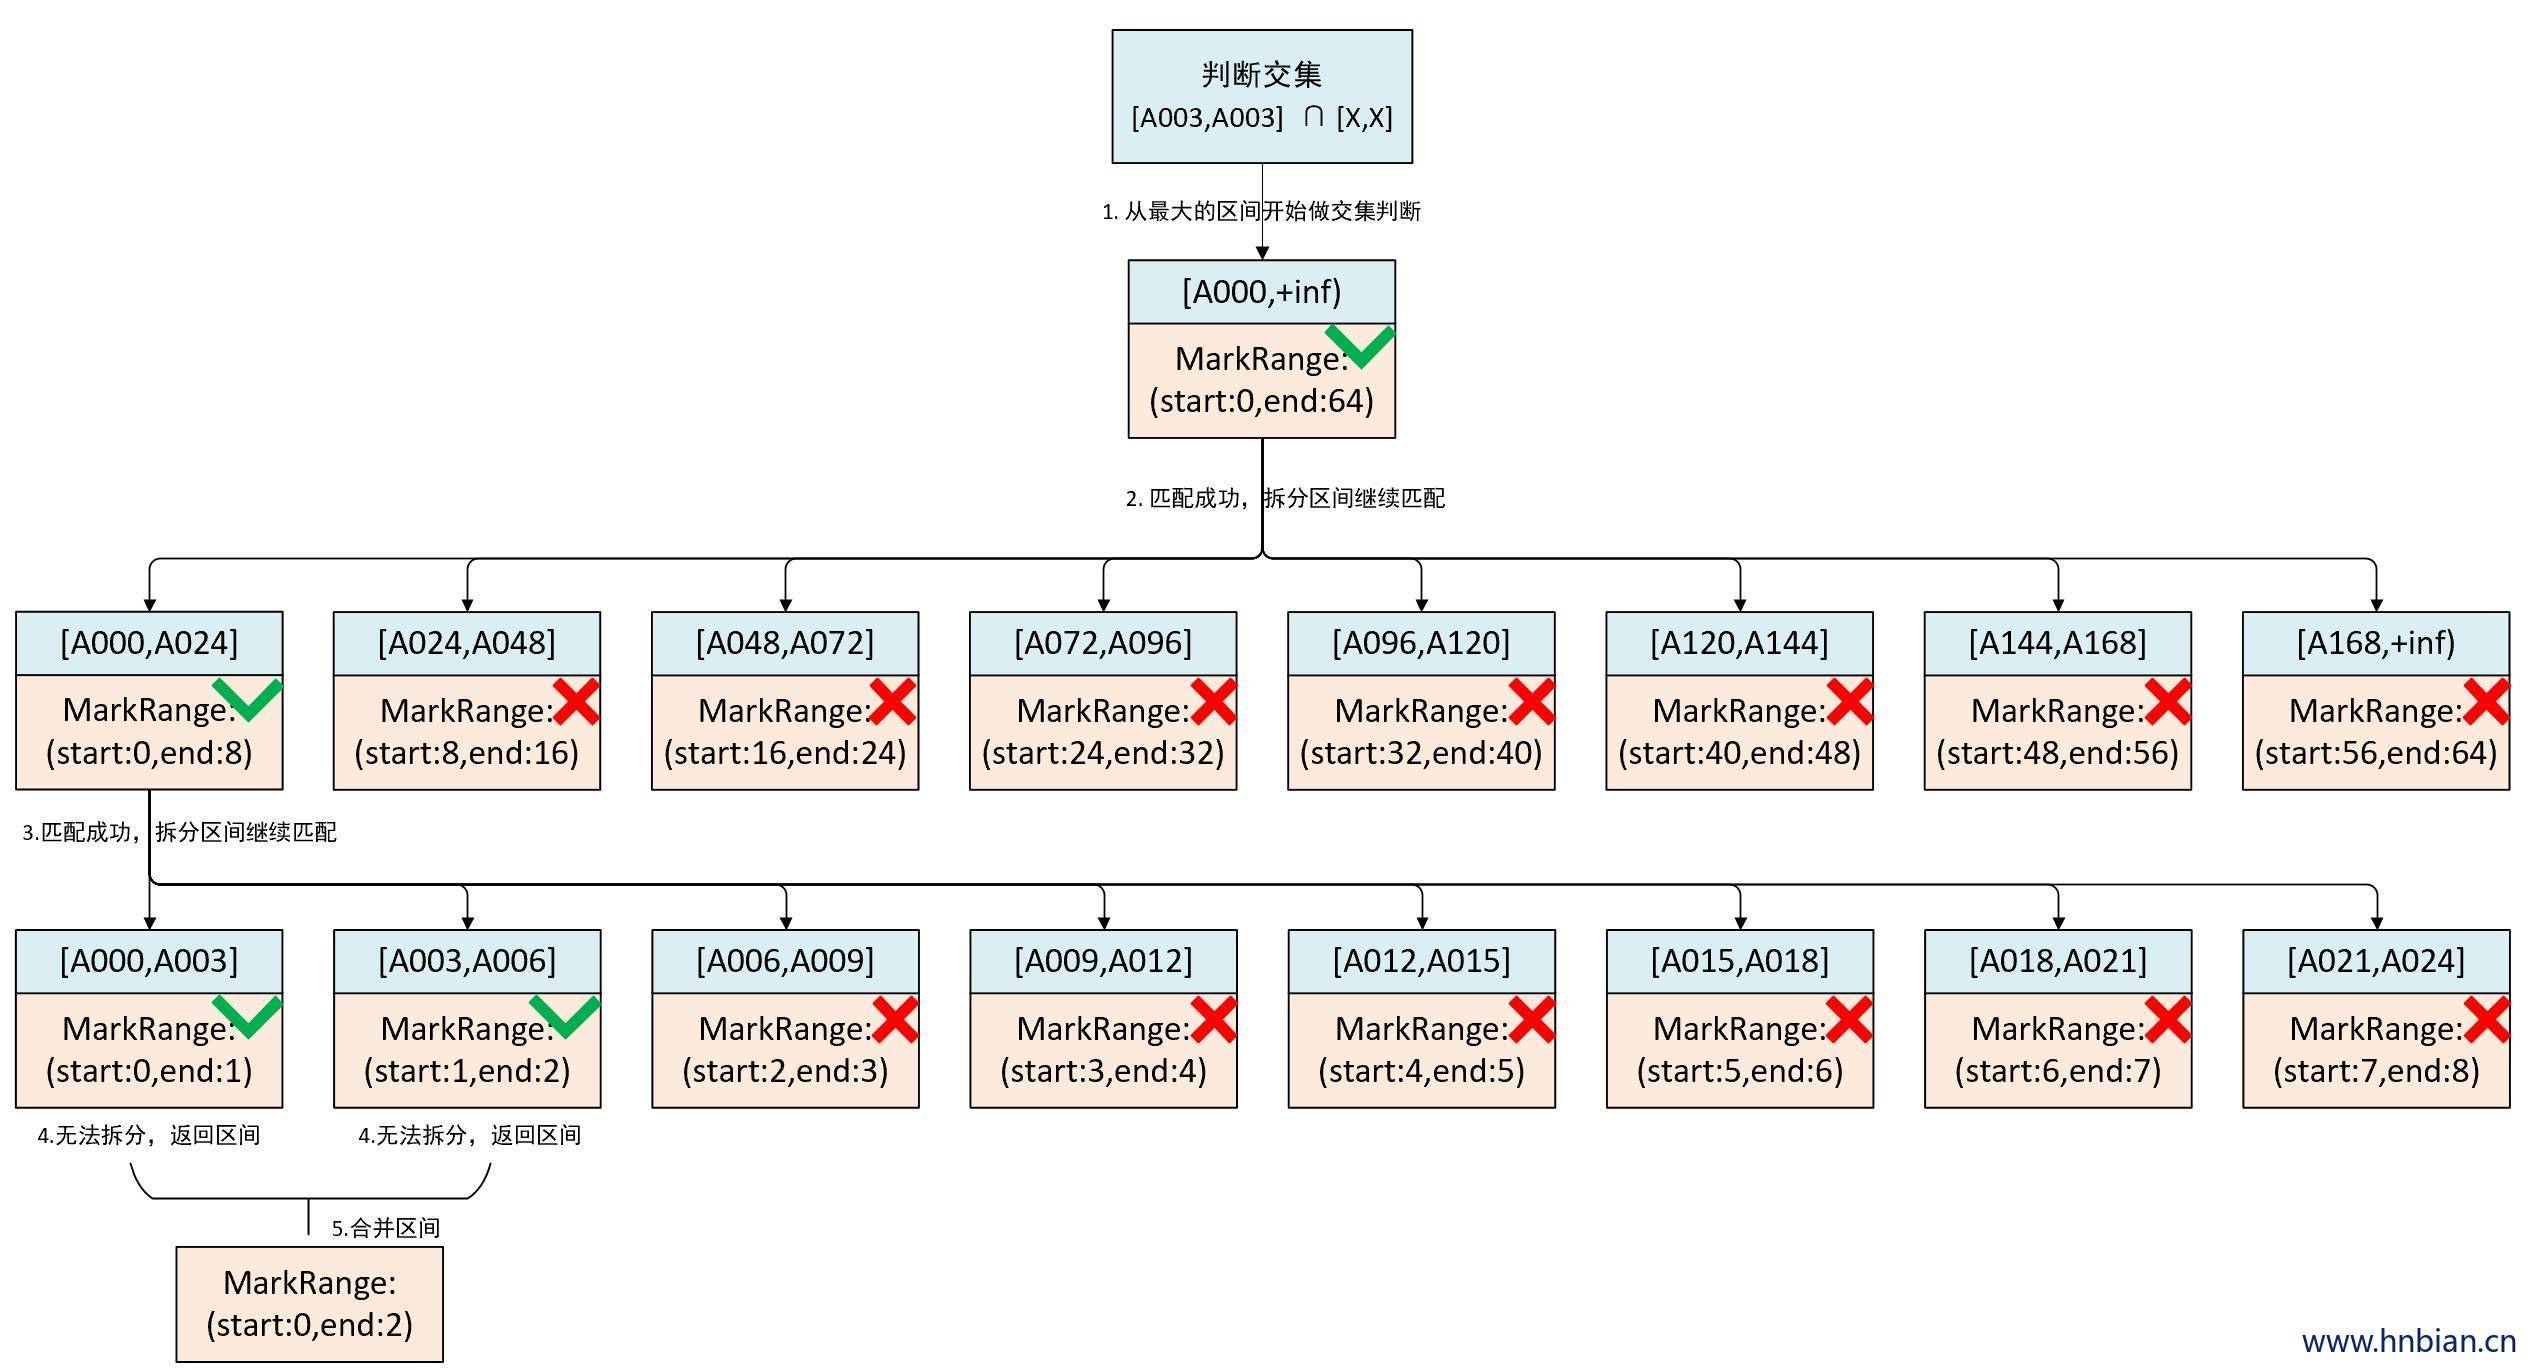 判断交集
[A003,A003] ∩ [X,X]
1. 从最大的区间开始做交集判断
[A000,+inf)
MarkRange:
(start:0,end:64)
2. 匹配成功，拆分区间继续匹配
[A000,A024]
MarkRange:
(start:0,end:8)
[A024,A048]
MarkRange:
(start:8,end:16)
[A048,A072]
MarkRange:
(start:16,end:24)
[A072,A096]
MarkRange:
(start:24,end:32)
[A096,A120]
MarkRange:
(start:32,end:40)
[A120,A144]
MarkRange:
(start:40,end:48)
[A144,A168]
MarkRange:
(start:48,end:56)
[A168,+inf)
MarkRange:
(start:56,end:64)
3.匹配成功，拆分区间继续匹配
[A000,A003]
MarkRange:
(start:0,end:1)
[A003,A006]
MarkRange:
(start:1,end:2)
[A006,A009]
MarkRange:
(start:2,end:3)
[A009,A012]
MarkRange:
(start:3,end:4)
[A012,A015]
MarkRange:
(start:4,end:5)
[A015,A018]
MarkRange:
(start:5,end:6)
[A018,A021]
MarkRange:
(start:6,end:7)
[A021,A024]
MarkRange:
(start:7,end:8)
4.无法拆分，返回区间
4.无法拆分，返回区间
5.合并区间
MarkRange:
(start:0,end:2)
www.hnbian.cn